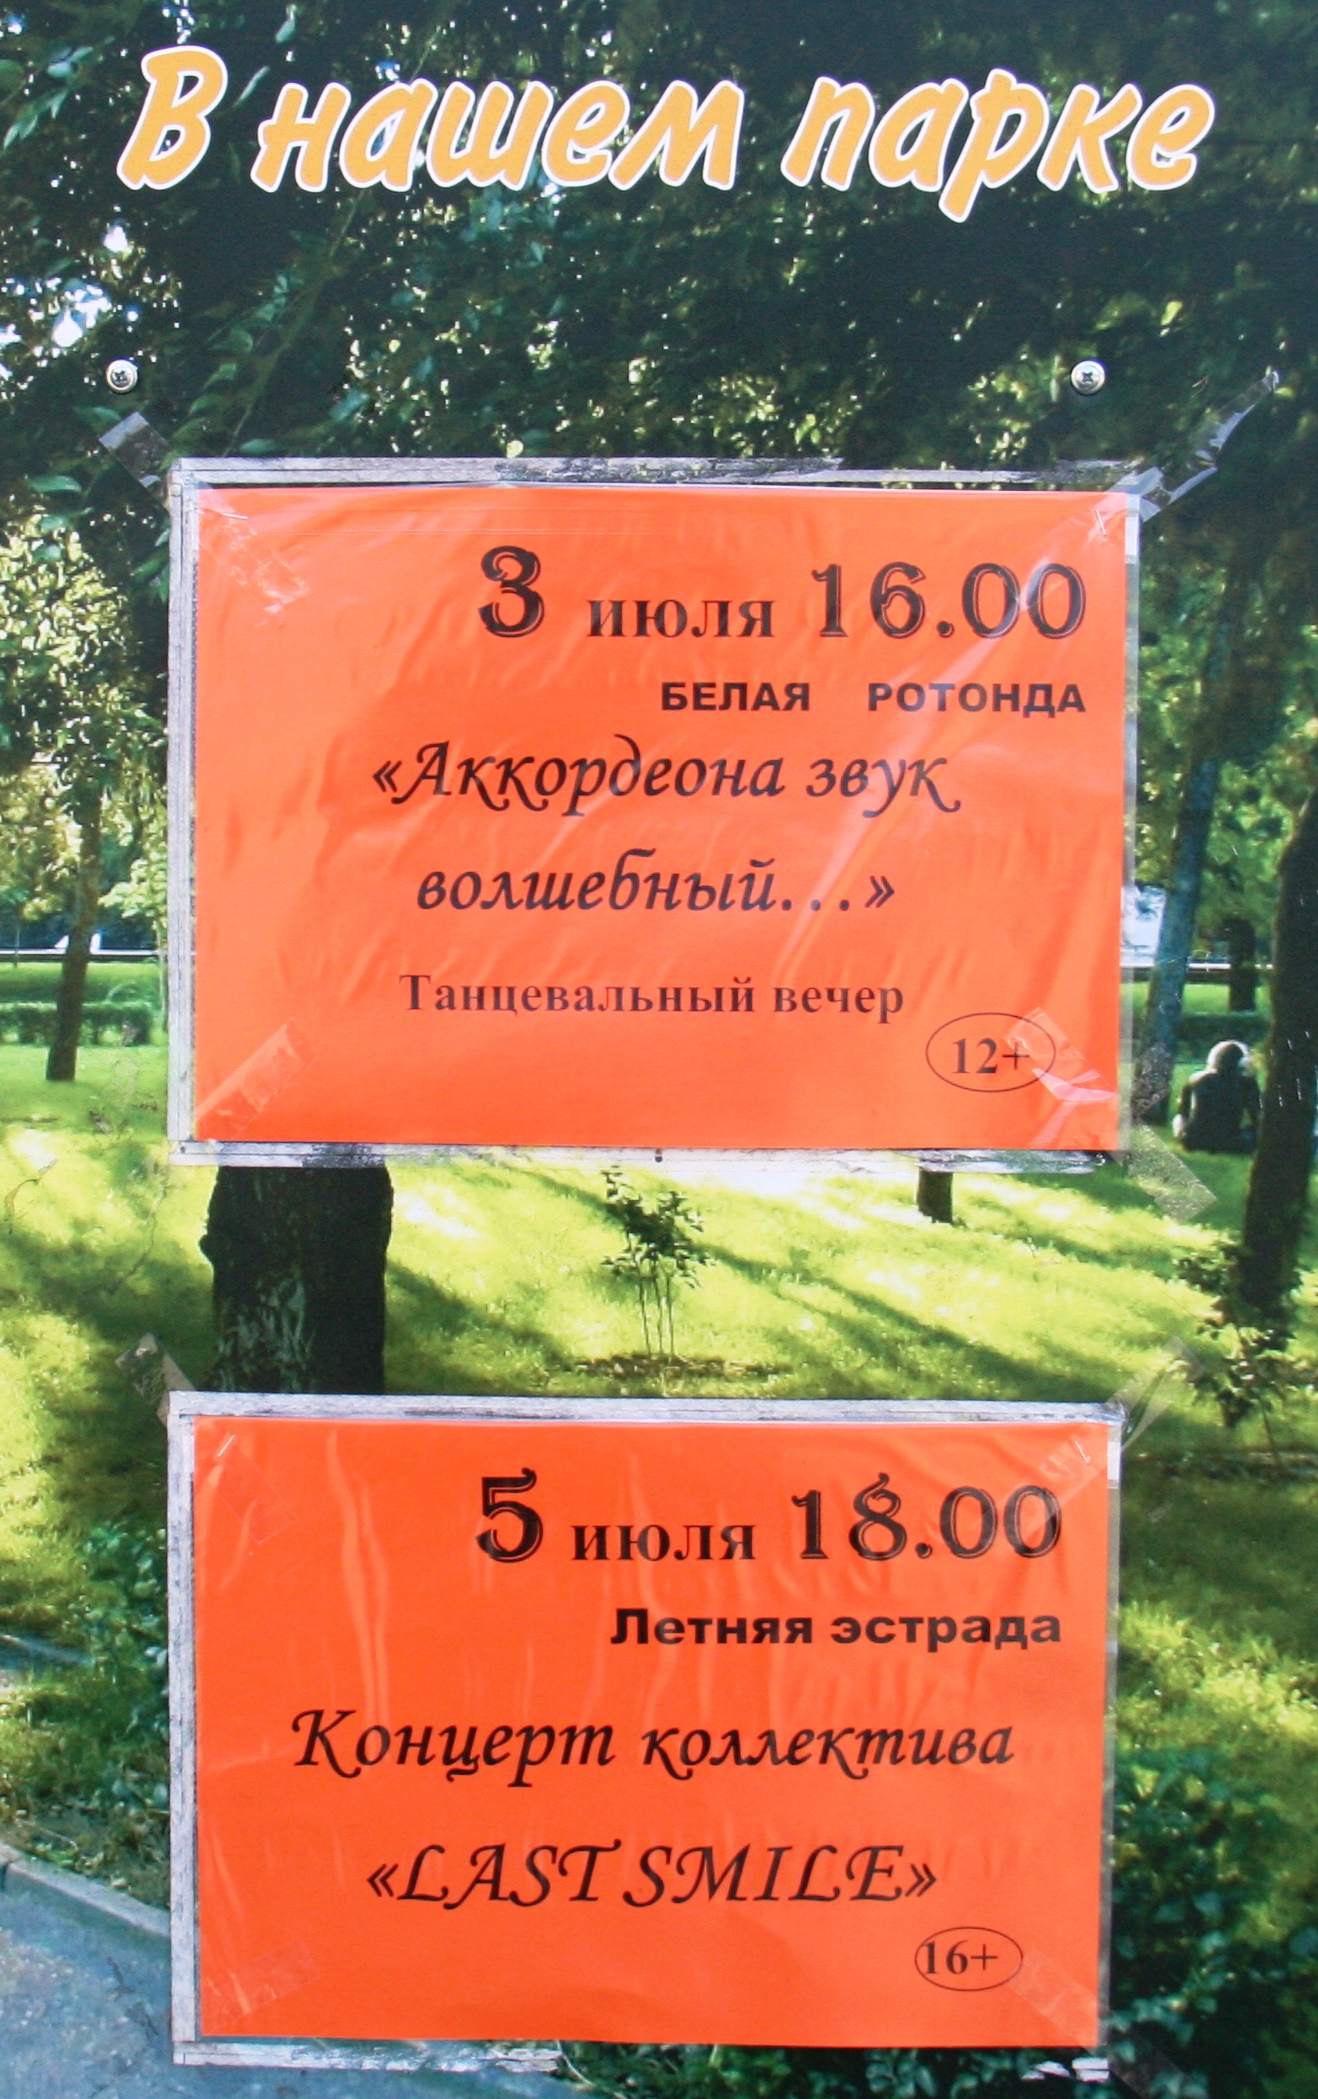 В нашем парке
3 июля 16.00
БЕЛАЯ РОТОНДА
«Аккордеона звук
волшебный...»
Танцевальный вечер
12+
5 июля 18.00
Летняя эстрада
Концерт коллектива
«LAST SMILE»
16+